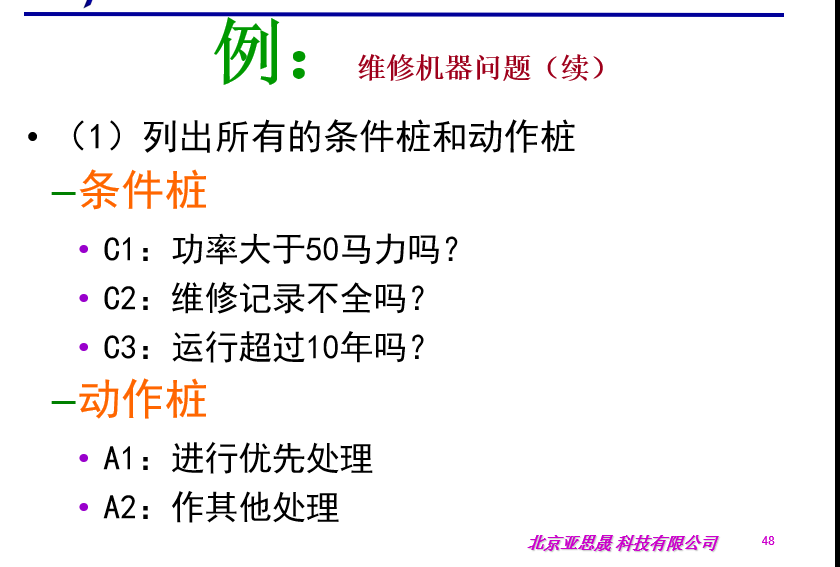 例： 维修机器问题（续）
• （1）列出所有的条件桩和动作桩
–条件桩
• C1：功率大于50马力吗？
• C2：维修记录不全吗？
• C3：运行超过10年吗？
–动作桩
• A1：进行优先处理
• A2：作其他处理
北京亚思晟科技有限公司 48